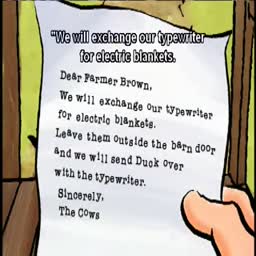 "We will exchange our typewriter
for electric blankets.
Dear Farmer Brown,
We will exchange our typewriter
for electric blankets.
Leave them outside the barn door
and we will send Duck over
with the typewriter.
Sincerely,
The Cows